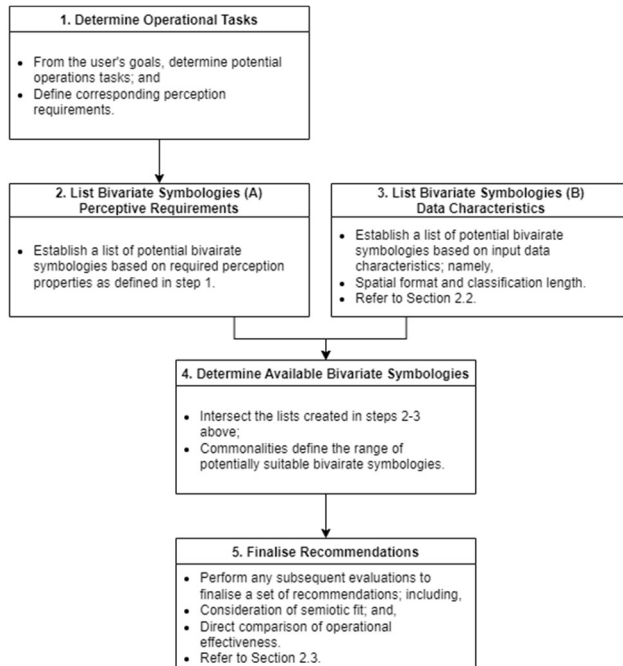 1. Determine Operational Tasks
• From the user's goals, determine potential
operations tasks; and
• Define corresponding perception
requirements.
2. List Bivariate Symbologies (A)
Perceptive Requirements
• Establish a list of potential bivairate
symbologies based on required perception
properties as defined in step 1.
3. List Bivariate Symbologies (B)
Data Characteristics
• Establish a list of potential bivairate
symbologies based on input data
characteristics; namely,
• Spatial format and classification length.
• Refer to Section 2.2.
4. Determine Available Bivariate Symbologies
• Intersect the lists created in steps 2-3
above;
• Commonalities define the range of
potentially suitable bivairate symbologies.
5. Finalise Recommendations
• Perform any subsequent evaluations to
finalise a set of recommendations; including,
• Consideration of semiotic fit; and,
• Direct comparison of operational
effectiveness.
• Refer to Section 2.3.